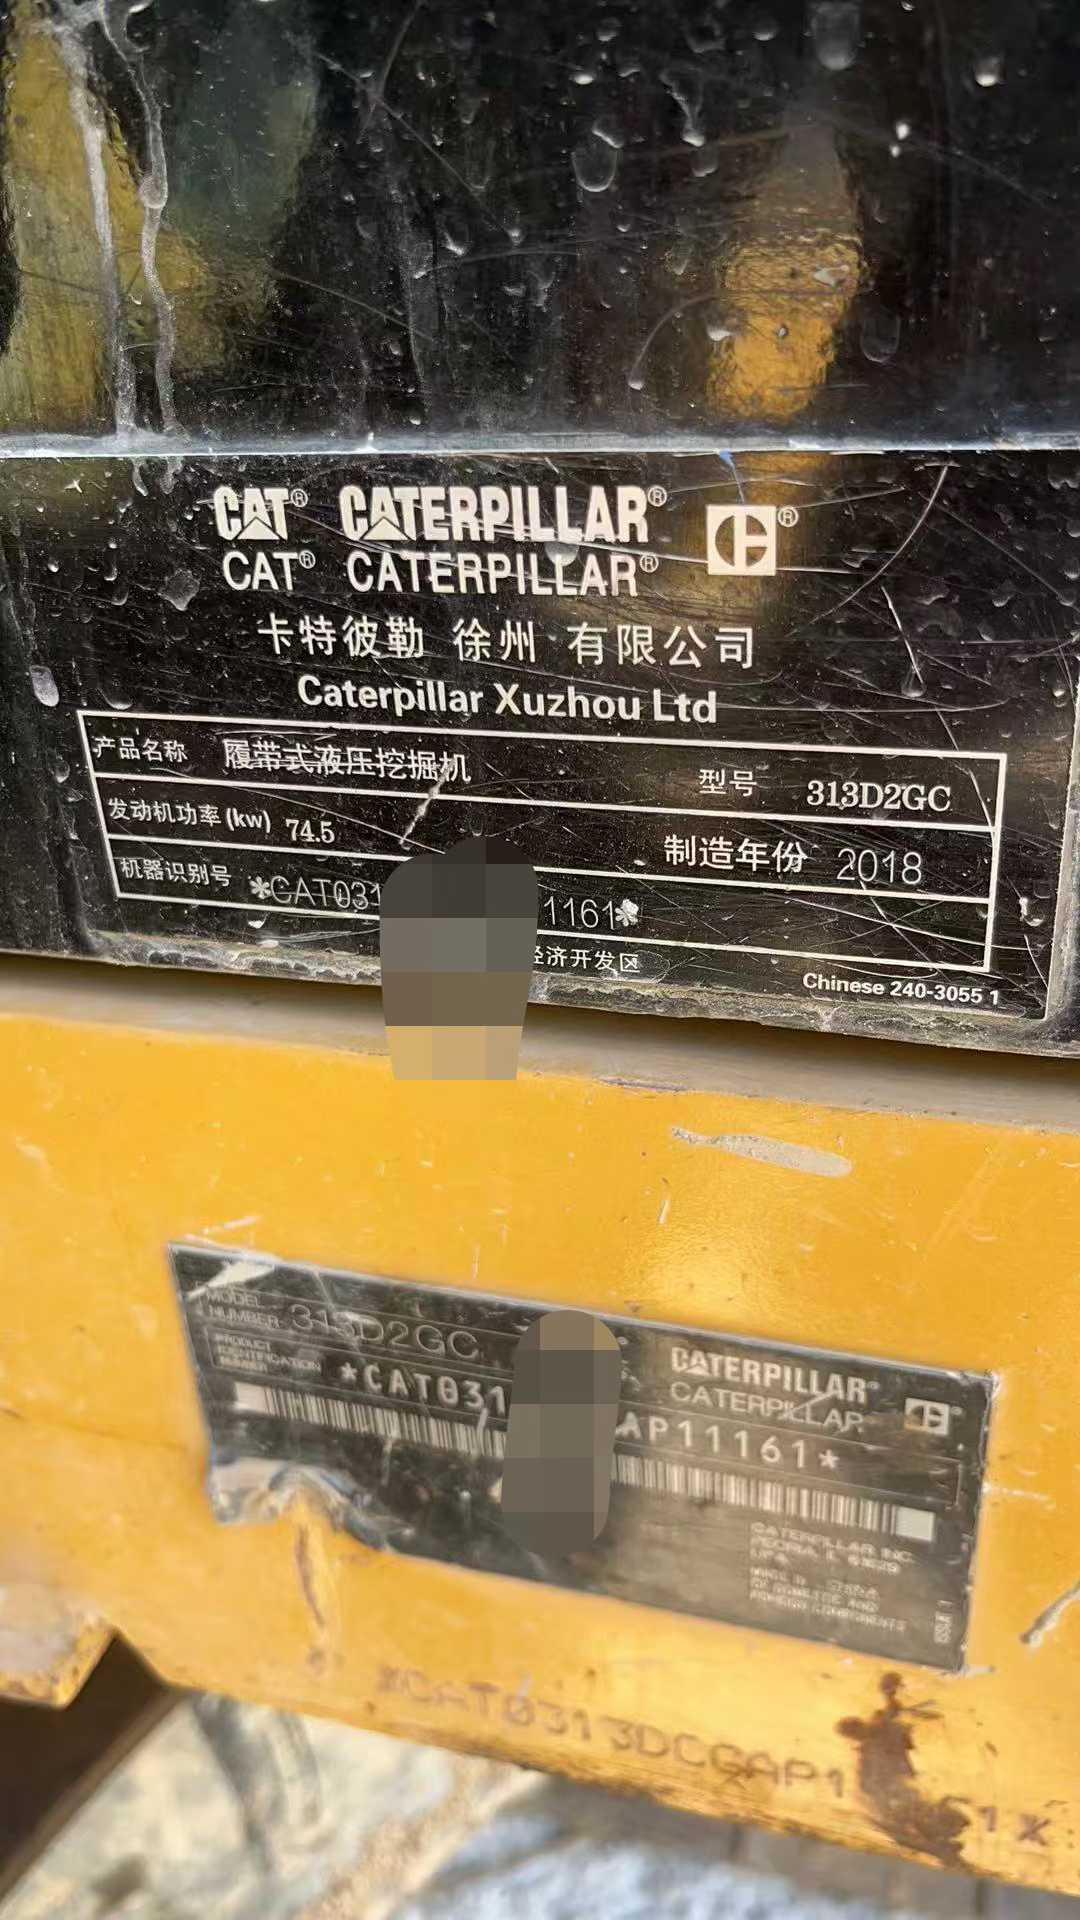 CAT® CATERPILLAR®
CAT® CATERPILLAR®
卡特彼勒 徐州 有限公司
Caterpillar Xuzhou Ltd
产品名称 履带式液压挖掘机 型号 313D2GC
发动机功率(kw) 74.5 制造年份 2018
机器识别号 *CAT031 1161*
经济开发区
Chinese 240-3055 1
MODEL NUMBER 313D2GC
CATERPILLAR®
CATERPILLAR
PRODUCT IDENTIFICATION NUMBER *CAT031 AP11161*
CATERPILLAR INC.
ISSUE 1
*CAT0313DCGAP1 61*